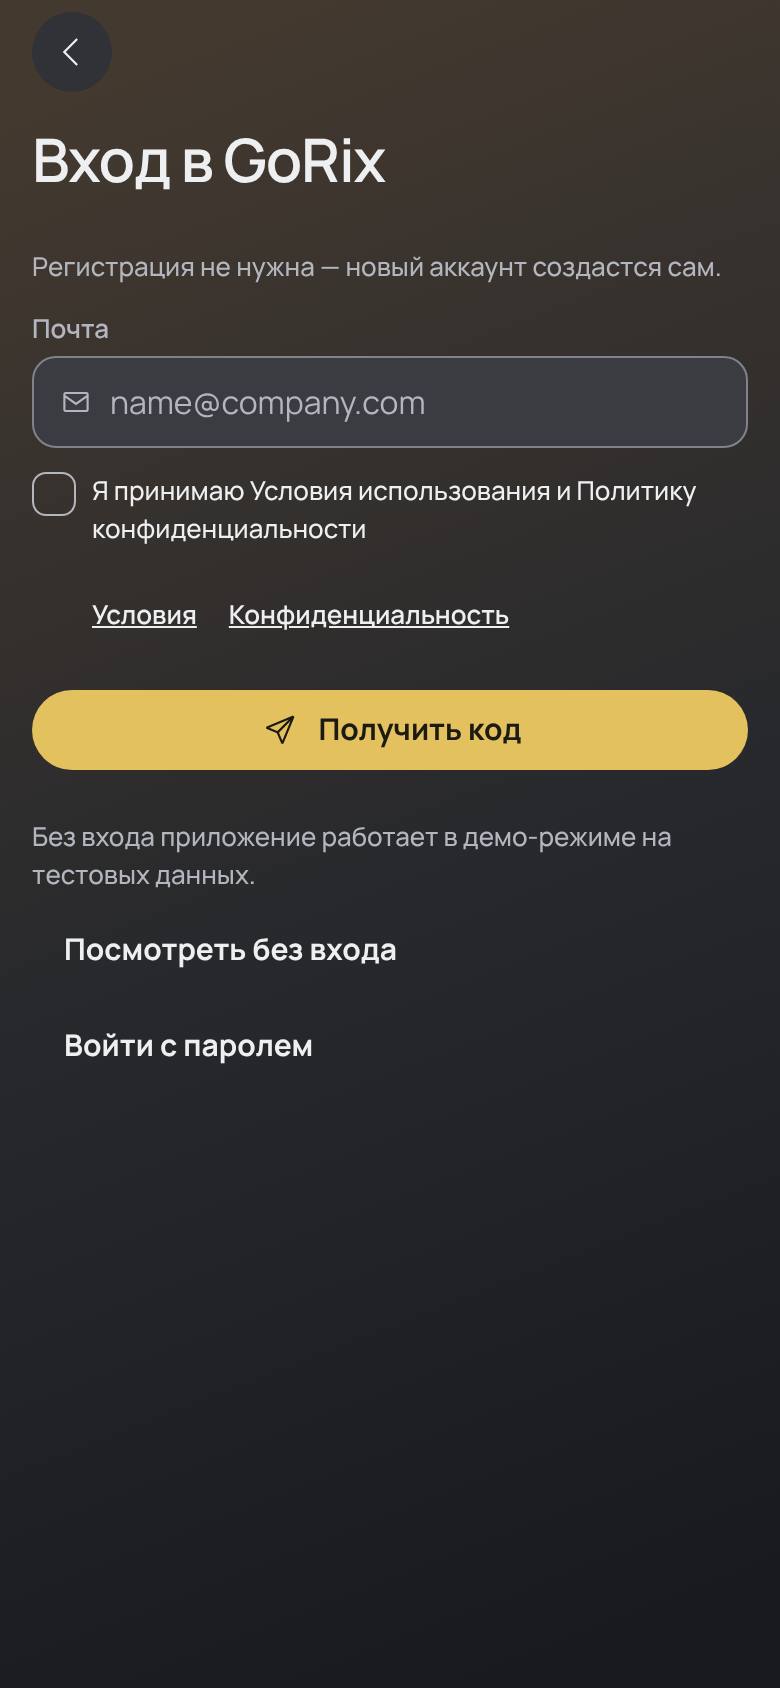 Вход в GoRix
Регистрация не нужна — новый аккаунт создастся сам.
Почта
name@company.com
Я принимаю Условия использования и Политику
конфиденциальности
Условия Конфиденциальность
Получить код
Без входа приложение работает в демо-режиме на
тестовых данных.
Посмотреть без входа
Войти с паролем